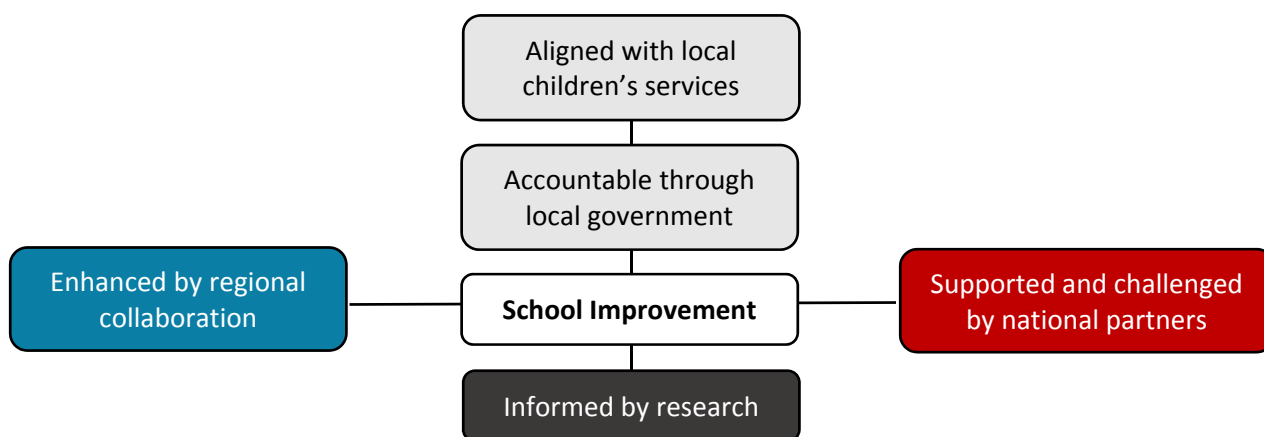 Aligned with local
children’s services
Accountable through
local government
Enhanced by regional
collaboration
School Improvement
Supported and challenged
by national partners
Informed by research